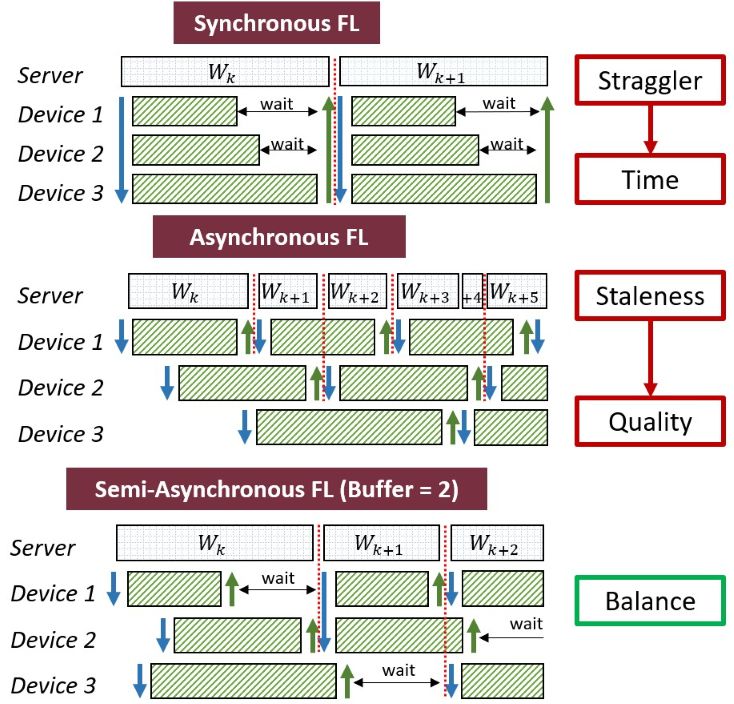 Synchronous FL
Server W_k W_{k+1} Straggler
Device 1 wait wait
Device 2 wait wait Time
Device 3
Asynchronous FL
Server W_k W_{k+1} W_{k+2} W_{k+3} +4 W_{k+5} Staleness
Device 1
Device 2
Device 3 Quality
Semi-Asynchronous FL (Buffer = 2)
Server W_k W_{k+1} W_{k+2}
Device 1 wait Balance
Device 2 wait
Device 3 wait